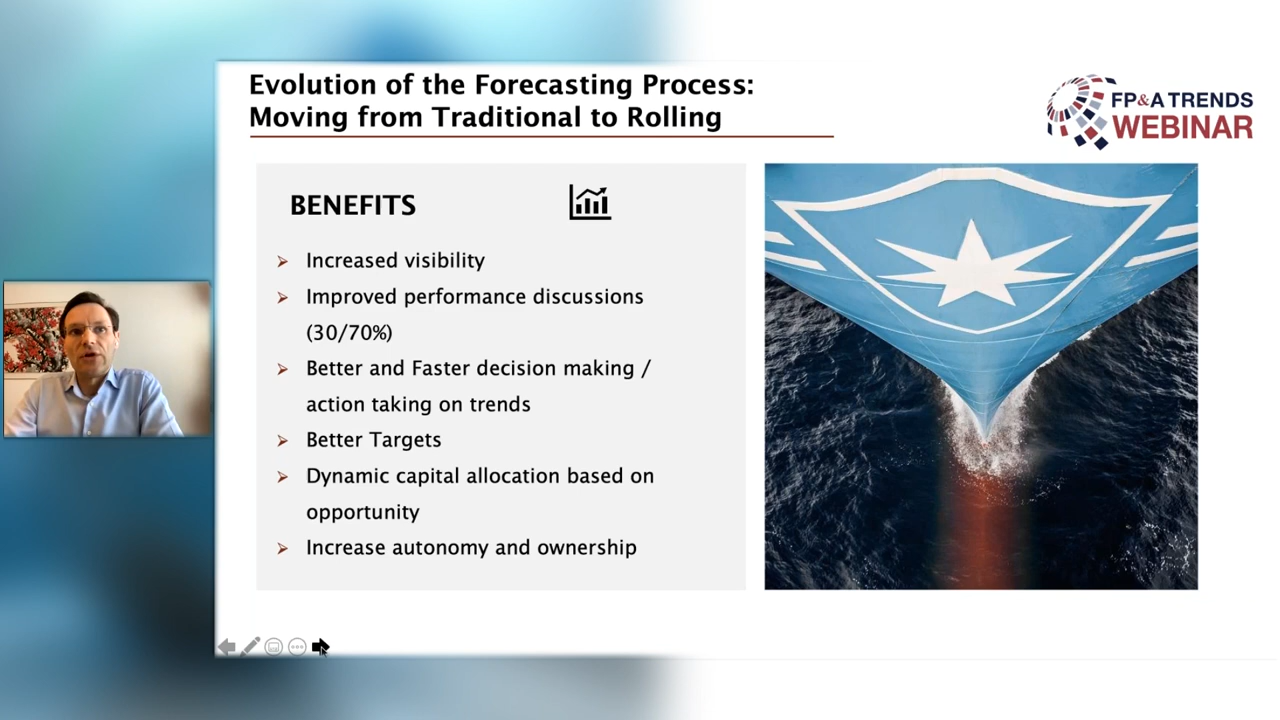 Evolution of the Forecasting Process:
Moving from Traditional to Rolling
FP&A TRENDS
WEBINAR
BENEFITS
➢ Increased visibility
➢ Improved performance discussions
(30/70%)
➢ Better and Faster decision making /
action taking on trends
➢ Better Targets
➢ Dynamic capital allocation based on
opportunity
➢ Increase autonomy and ownership